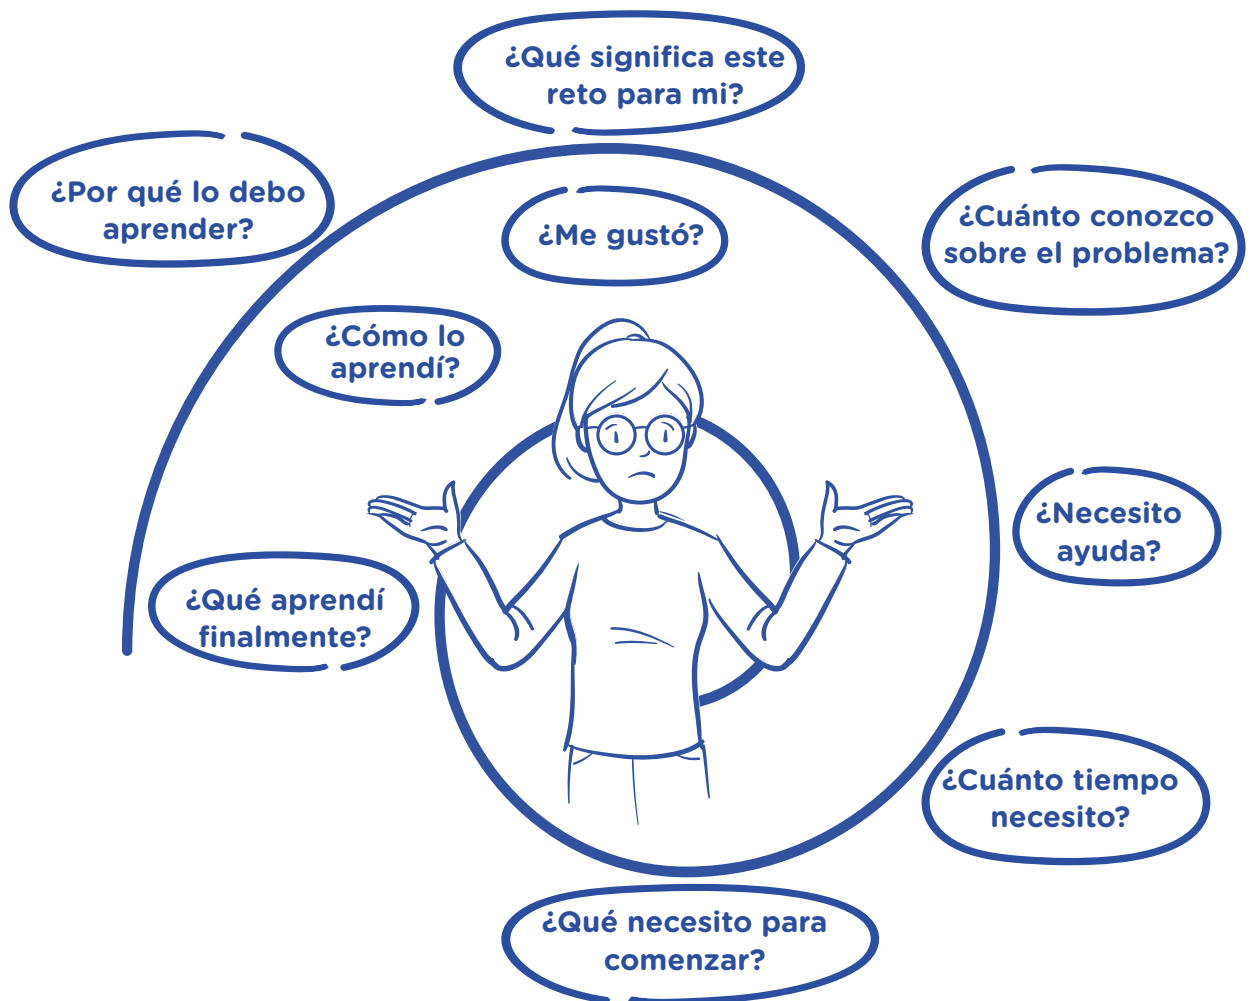 ¿Qué significa este
reto para mi?
¿Por qué lo debo
aprender?
¿Cuánto conozco
sobre el problema?
¿Me gustó?
¿Cómo lo
aprendí?
¿Necesito
ayuda?
¿Qué aprendí
finalmente?
¿Cuánto tiempo
necesito?
¿Qué necesito para
comenzar?